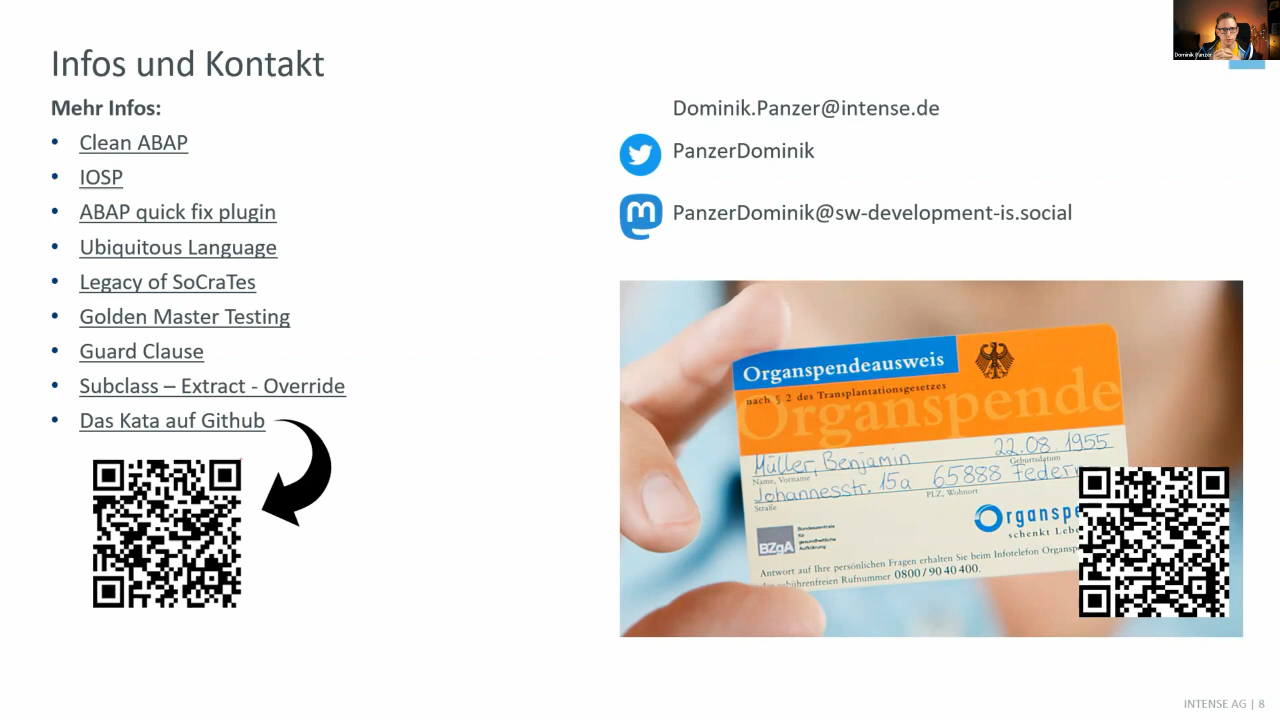 Infos und Kontakt
Mehr Infos:
• Clean ABAP
• IOSP
• ABAP quick fix plugin
• Ubiquitous Language
• Legacy of SoCraTes
• Golden Master Testing
• Guard Clause
• Subclass – Extract - Override
• Das Kata auf Github
Dominik.Panzer@intense.de
PanzerDominik
PanzerDominik@sw-development-is.social
Organspendeausweis
nach § 2 des Transplantationsgesetzes
Organspende
Müller, Benjamin 22.08.1955
Name, Vorname Geburtsdatum
Johannesstr. 15a 65888
Straße PLZ, Wohnort
BZgA
Bundeszentrale
für
gesundheitliche
Aufklärung
schenkt
Antwort auf Ihre persönlichen Fragen erhalten Sie beim Infotelefon
gebührenfreien Rufnummer 0800 / 90 40 400.
Dominik Panzer
INTENSE AG | 8